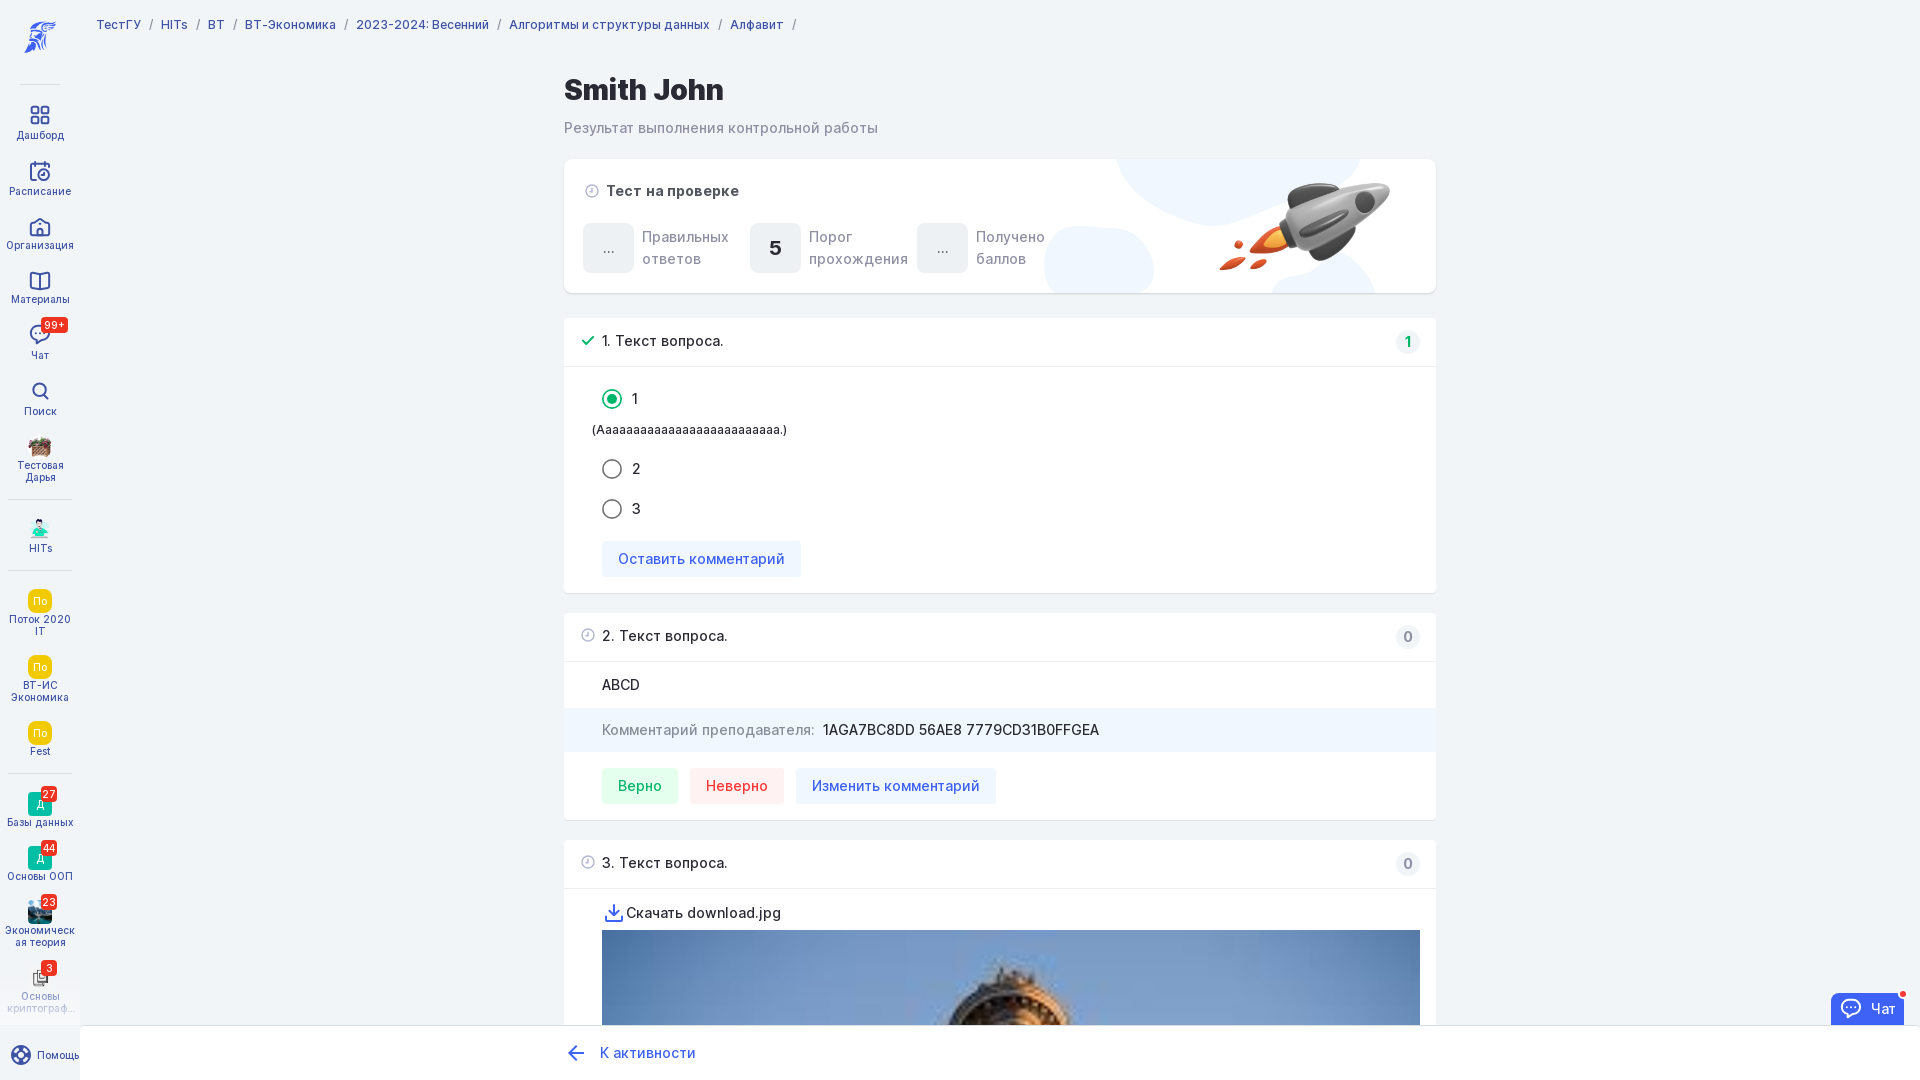 ТестГУ / HITs / ВТ / ВТ-Экономика / 2023-2024: Весенний / Алгоритмы и структуры данных / Алфавит /
Дашборд
Расписание
Организация
Материалы
99+
Чат
Поиск
Тестовая
Дарья
HITs
По
Поток 2020
IT
По
ВТ-ИС
Экономика
По
Fest
27
Д
Базы данных
44
Д
Основы ООП
23
Экономическ
ая теория
3
Основы
криптограф...
Помощь
Smith John
Результат выполнения контрольной работы
Тест на проверке
... Правильных
ответов
5 Порог
прохождения
... Получено
баллов
1. Текст вопроса. 1
1
(Аааааааааааааааааааааааааа.)
2
3
Оставить комментарий
2. Текст вопроса. 0
ABCD
Комментарий преподавателя: 1AGA7BC8DD 56AE8 7779CD31B0FFGEA
Верно Неверно Изменить комментарий
3. Текст вопроса. 0
Скачать download.jpg
Чат
К активности